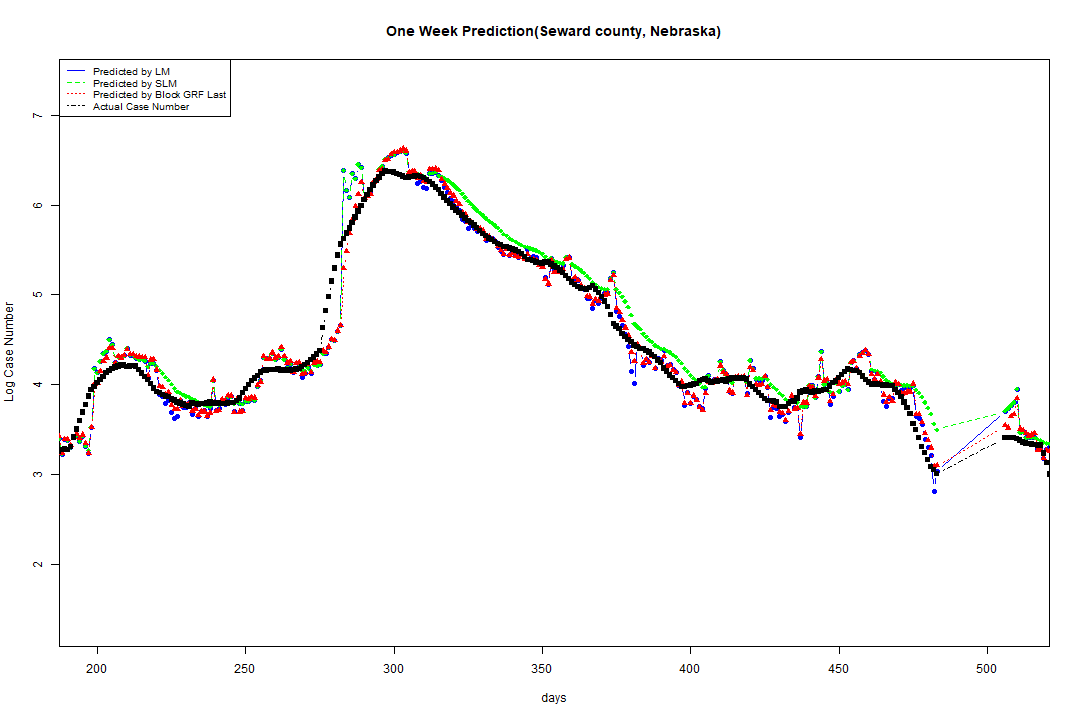 One Week Prediction(Seward county, Nebraska)
Predicted by LM
Predicted by SLM
Predicted by Block GRF Last
Actual Case Number
Log Case Number
7
6
5
4
3
2
200 250 300 350 400 450 500
days